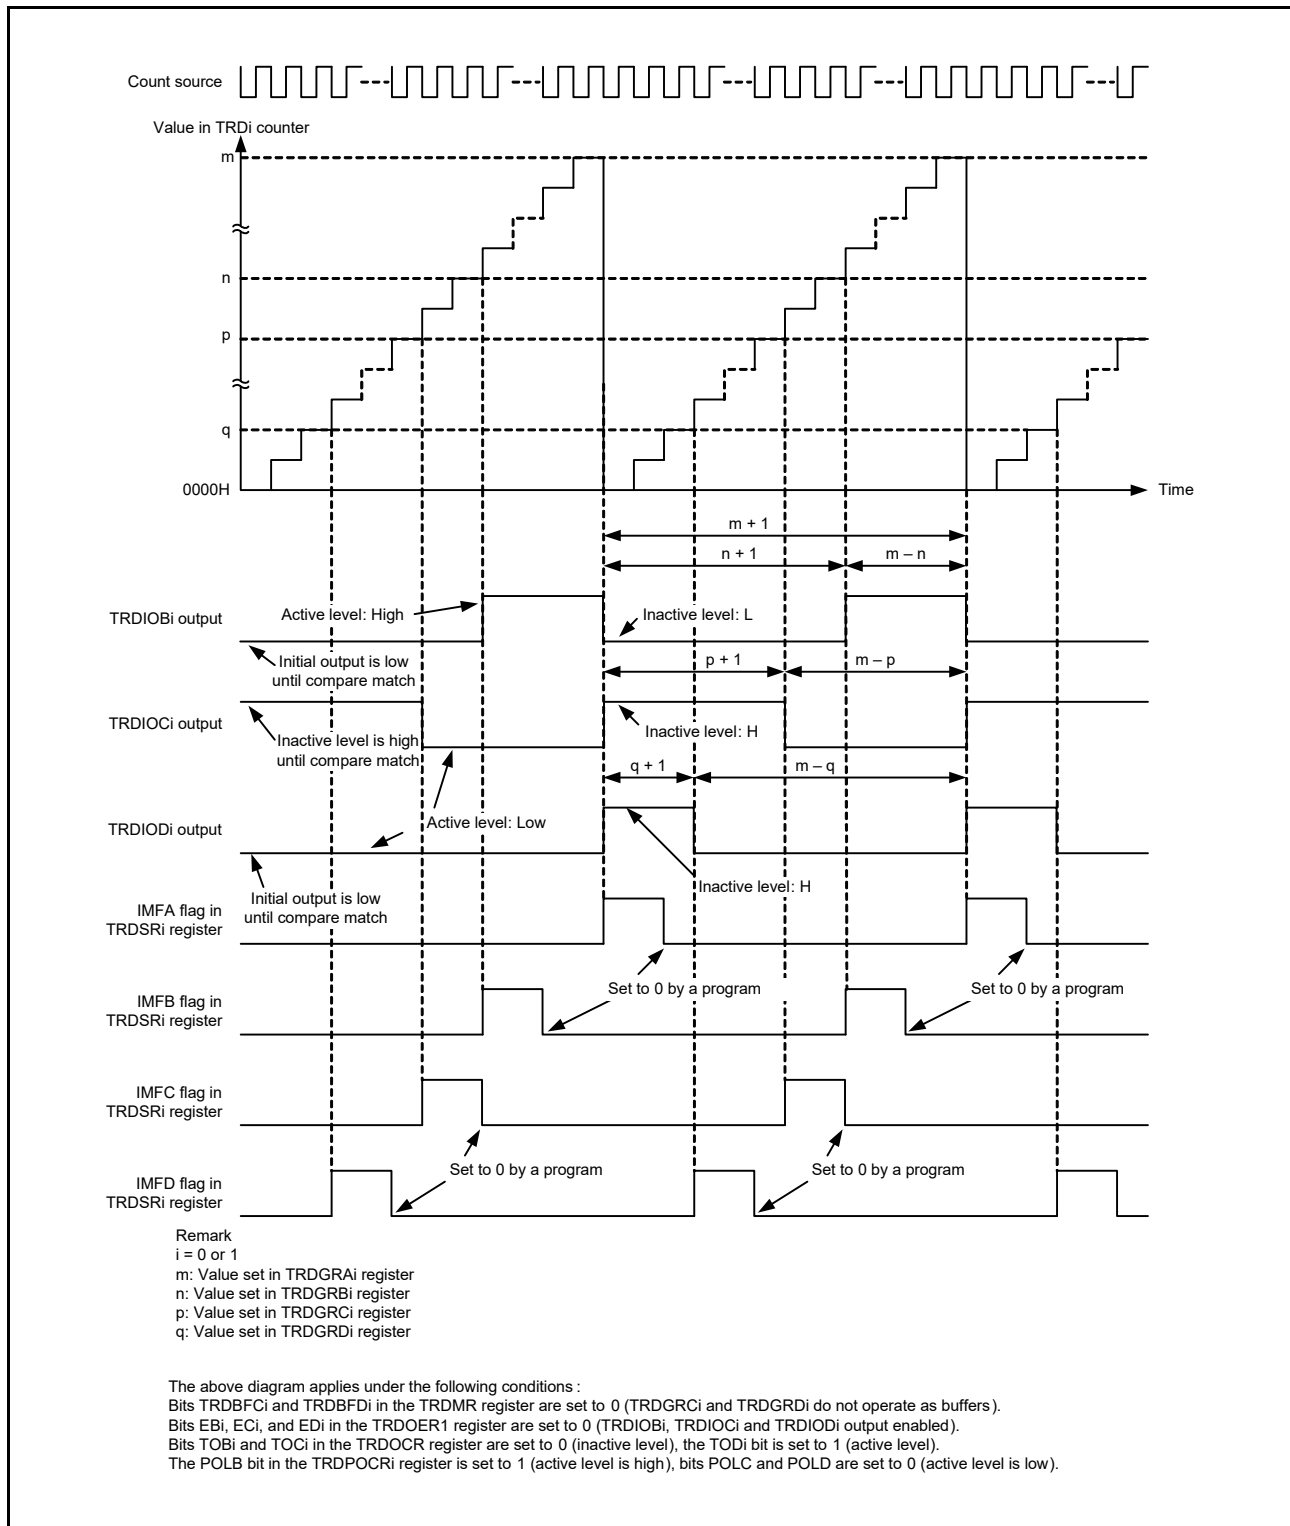 Count source
Value in TRDi counter
m
n
p
q
0000H
Time
m + 1
n + 1
m – n
TRDIOBi output
Active level: High
Inactive level: L
Initial output is low
until compare match
p + 1
m – p
TRDIOCi output
Inactive level is high
until compare match
Inactive level: H
q + 1
m – q
TRDIODi output
Active level: Low
Inactive level: H
Initial output is low
until compare match
IMFA flag in
TRDSRi register
Set to 0 by a program
Set to 0 by a program
IMFB flag in
TRDSRi register
IMFC flag in
TRDSRi register
Set to 0 by a program
Set to 0 by a program
IMFD flag in
TRDSRi register
Remark
i = 0 or 1
m: Value set in TRDGRAi register
n: Value set in TRDGRBi register
p: Value set in TRDGRCi register
q: Value set in TRDGRDi register
The above diagram applies under the following conditions :
Bits TRDBFCi and TRDBFDi in the TRDMR register are set to 0 (TRDGRCi and TRDGRDi do not operate as buffers).
Bits EBi, ECi, and EDi in the TRDOER1 register are set to 0 (TRDIOBi, TRDIOCi and TRDIODi output enabled).
Bits TOBi and TOCi in the TRDOCR register are set to 0 (inactive level), the TODi bit is set to 1 (active level).
The POLB bit in the TRDPOCRi register is set to 1 (active level is high), bits POLC and POLD are set to 0 (active level is low).